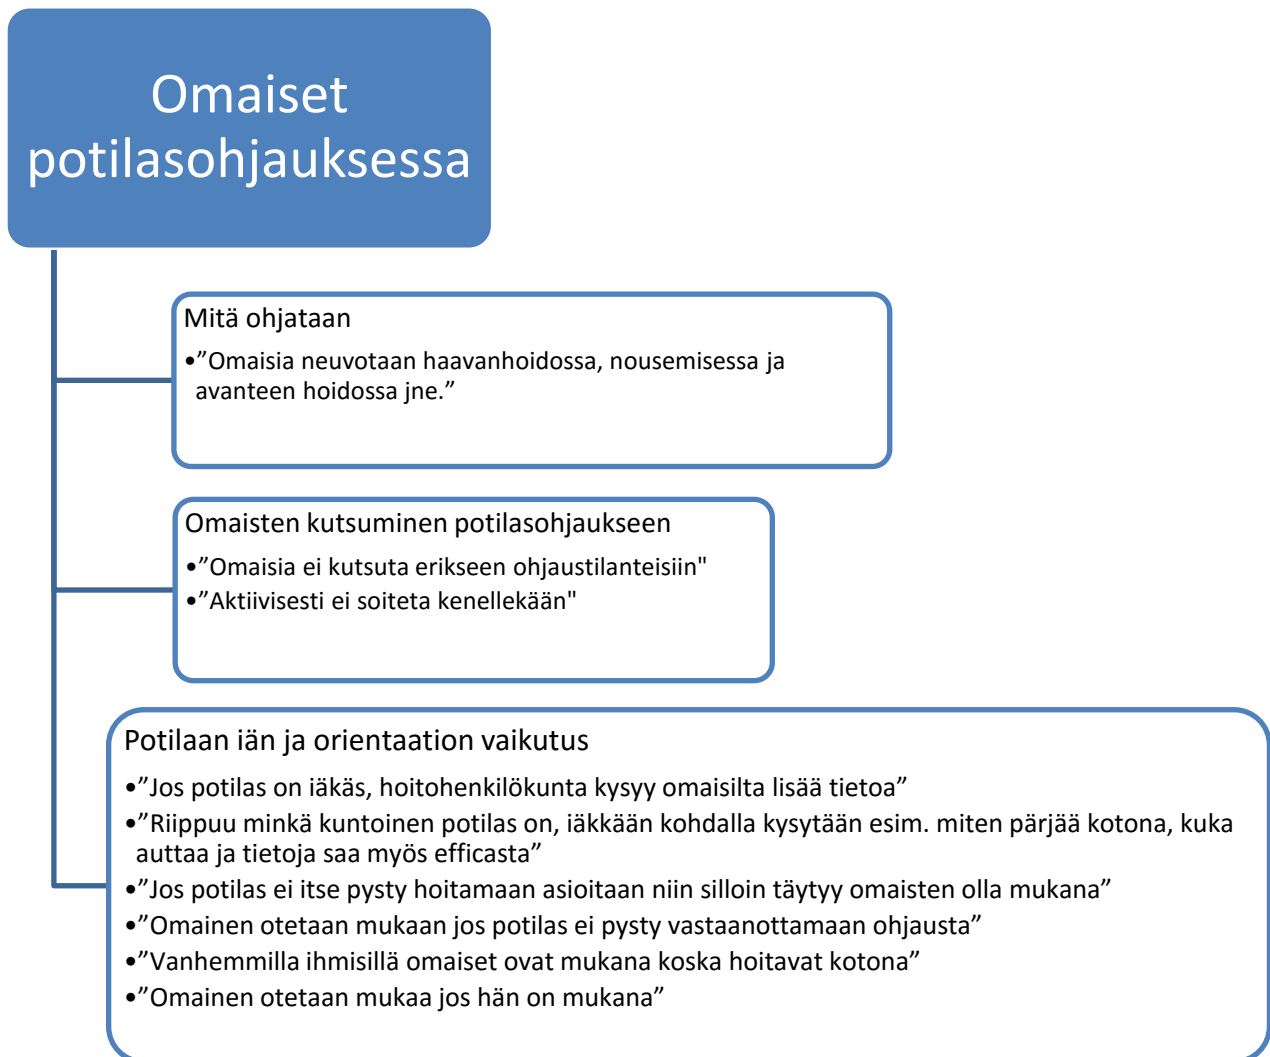 Omaiset
potilasohjauksessa
Mitä ohjataan
•”Omaisia neuvotaan haavanhoidossa, nousemisessa ja
avanteen hoidossa jne.”
Omaisten kutsuminen potilasohjaukseen
•”Omaisia ei kutsuta erikseen ohjaustilanteisiin"
•”Aktiivisesti ei soiteta kenellekään"
Potilaan iän ja orientaation vaikutus
•”Jos potilas on iäkäs, hoitohenkilökunta kysyy omaisilta lisää tietoa”
•”Riippuu minkä kuntoinen potilas on, iäkkään kohdalla kysytään esim. miten pärjää kotona, kuka
auttaa ja tietoja saa myös efficasta”
•”Jos potilas ei itse pysty hoitamaan asioitaan niin silloin täytyy omaisten olla mukana”
•”Omainen otetaan mukaan jos potilas ei pysty vastaanottamaan ohjausta”
•”Vanhemmilla ihmisillä omaiset ovat mukana koska hoitavat kotona”
•”Omainen otetaan mukaa jos hän on mukana”